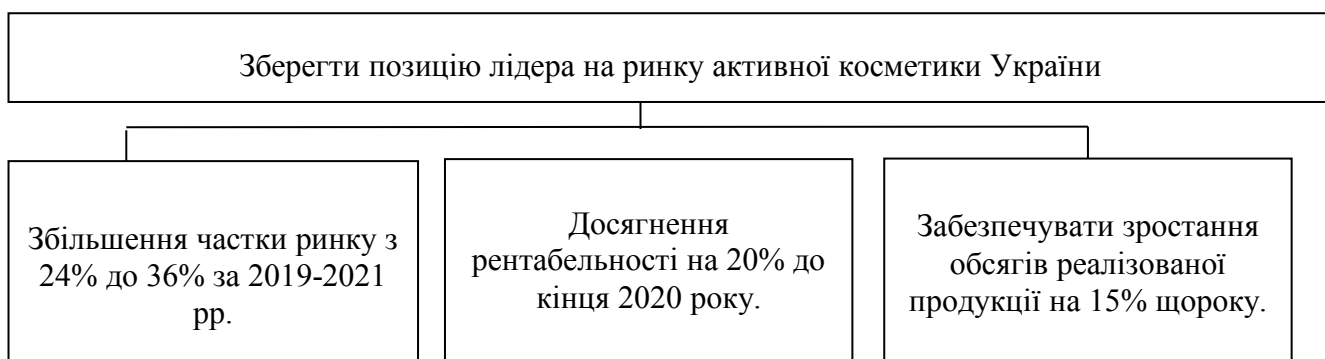 Зберегти позицію лідера на ринку активної косметики України
Збільшення частки ринку з
24% до 36% за 2019-2021
рр.
Досягнення
рентабельності на 20% до
кінця 2020 року.
Забезпечувати зростання
обсягів реалізованої
продукції на 15% щороку.